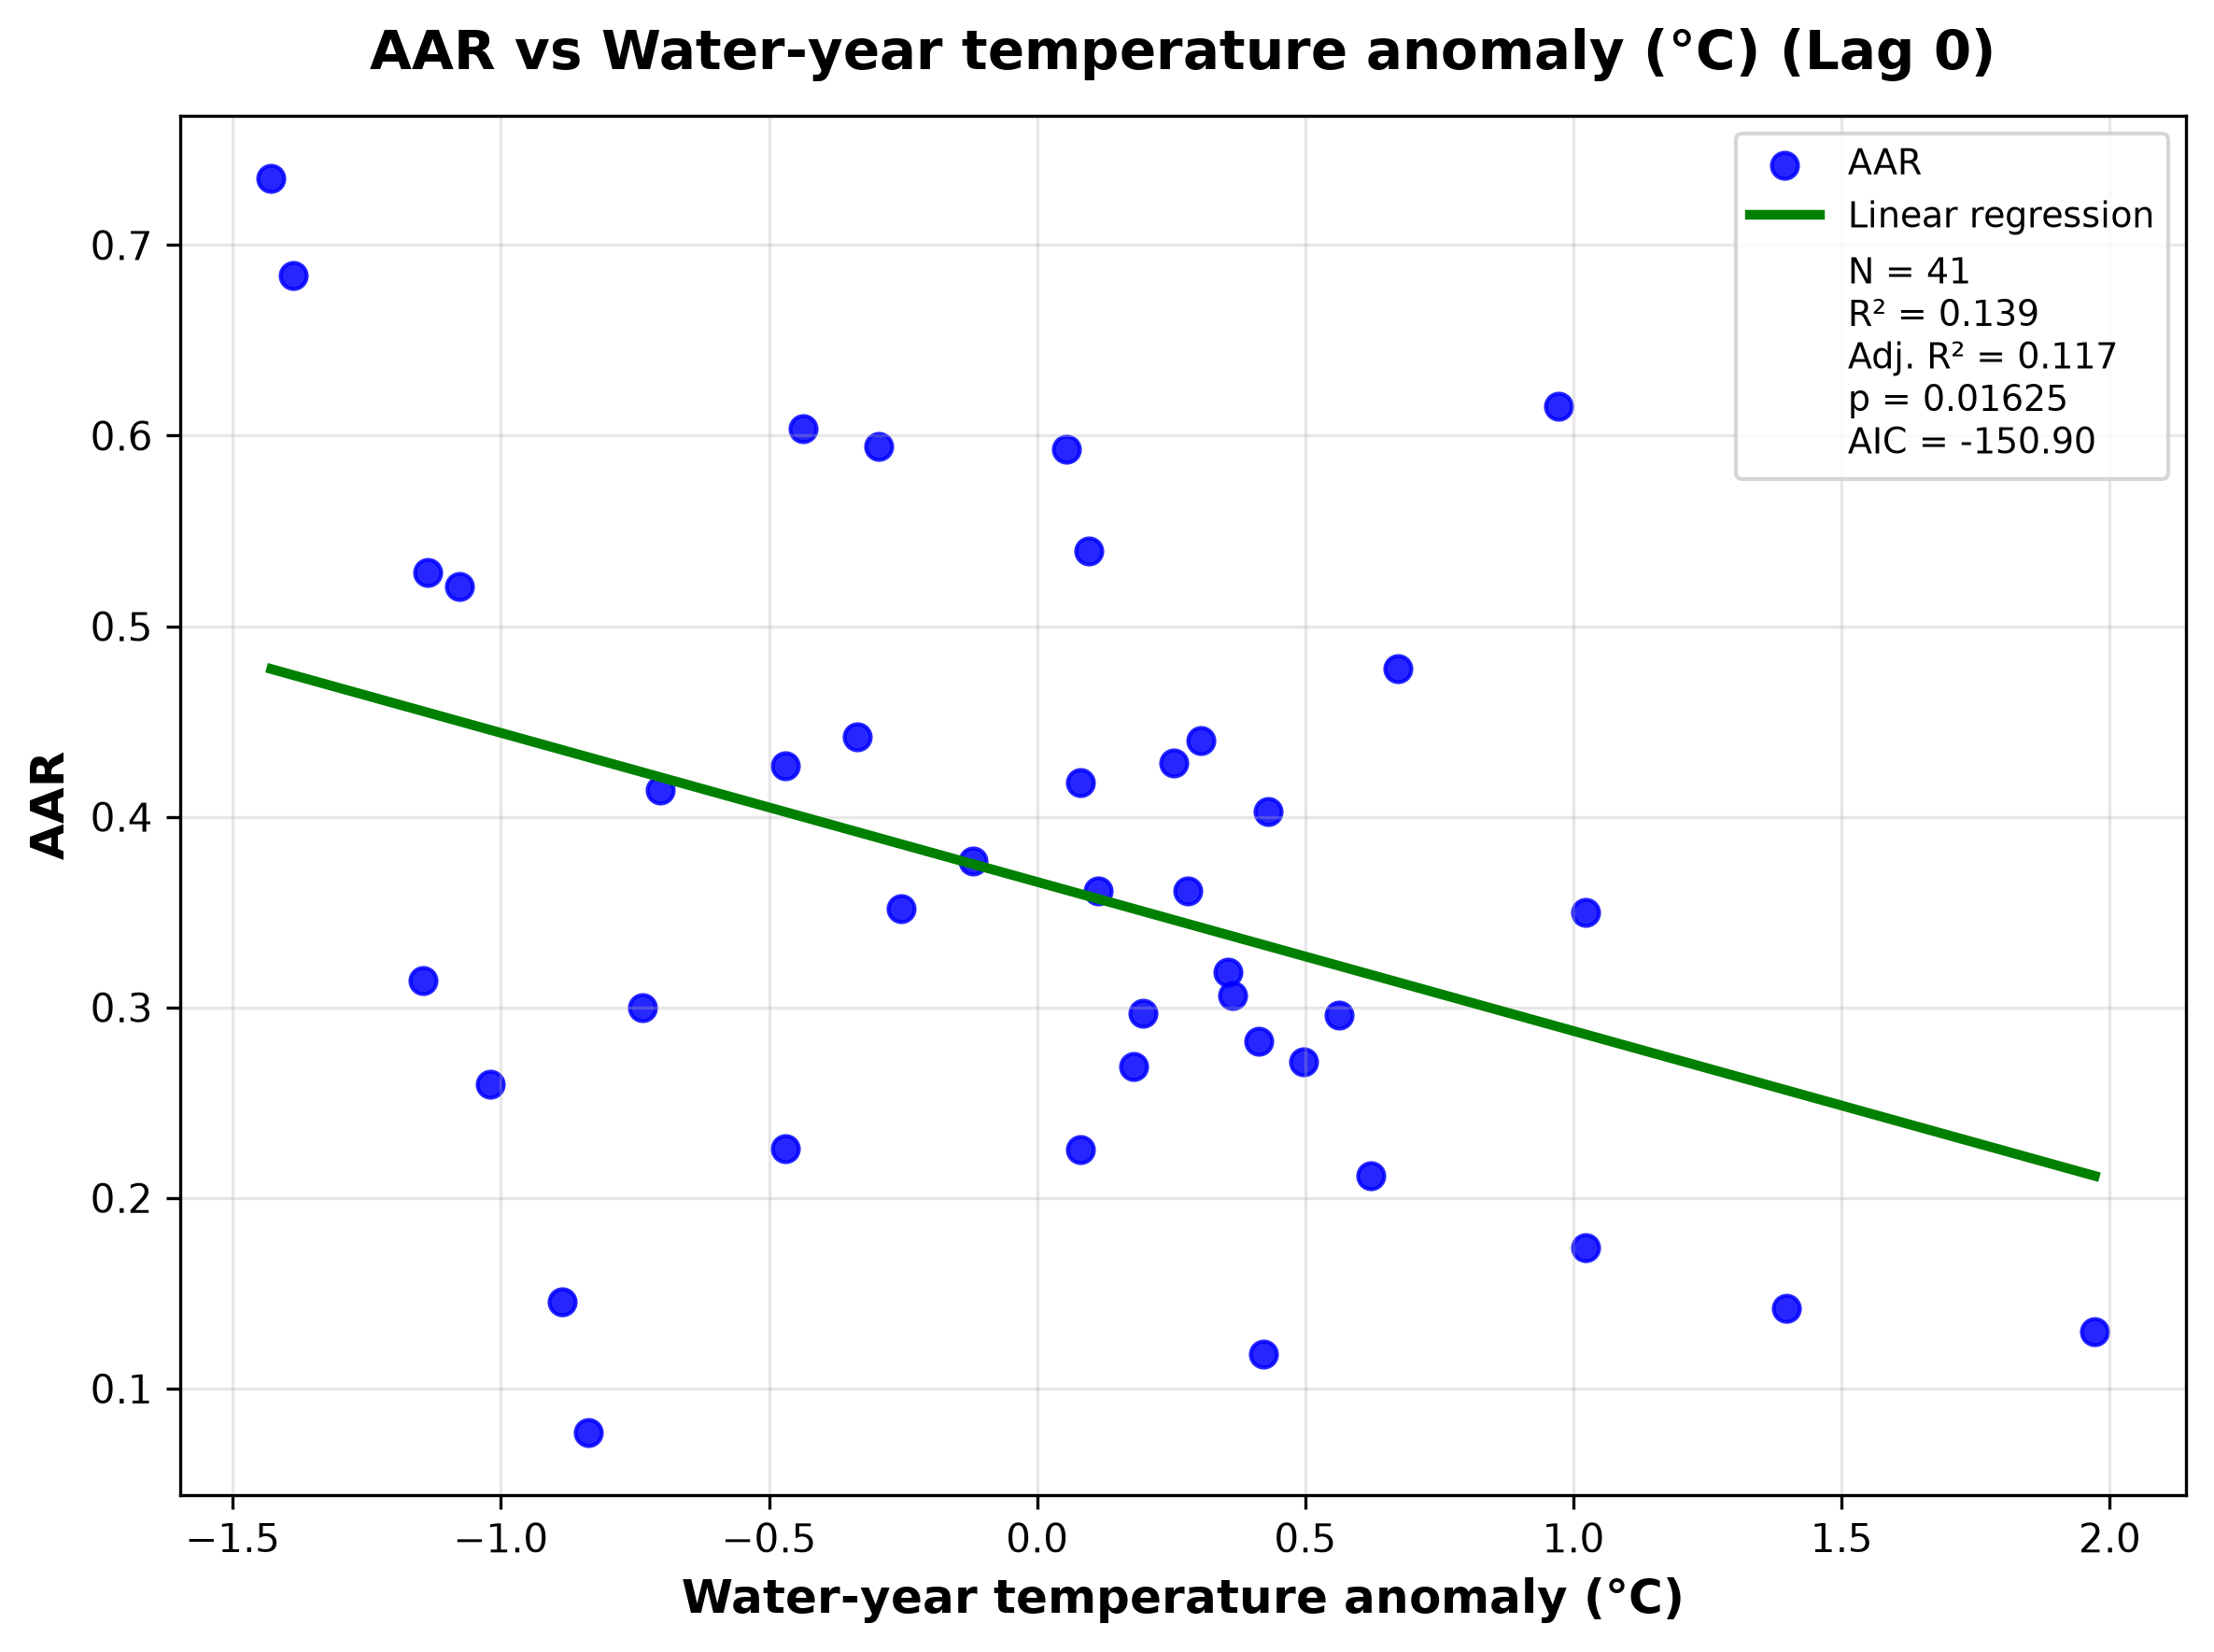 AAR vs Water-year temperature anomaly (°C) (Lag 0)
AAR
Linear regression
N = 41
R² = 0.139
Adj. R² = 0.117
p = 0.01625
AIC = -150.90
AAR
0.7
0.6
0.5
0.4
0.3
0.2
0.1
−1.5 −1.0 −0.5 0.0 0.5 1.0 1.5 2.0
Water-year temperature anomaly (°C)